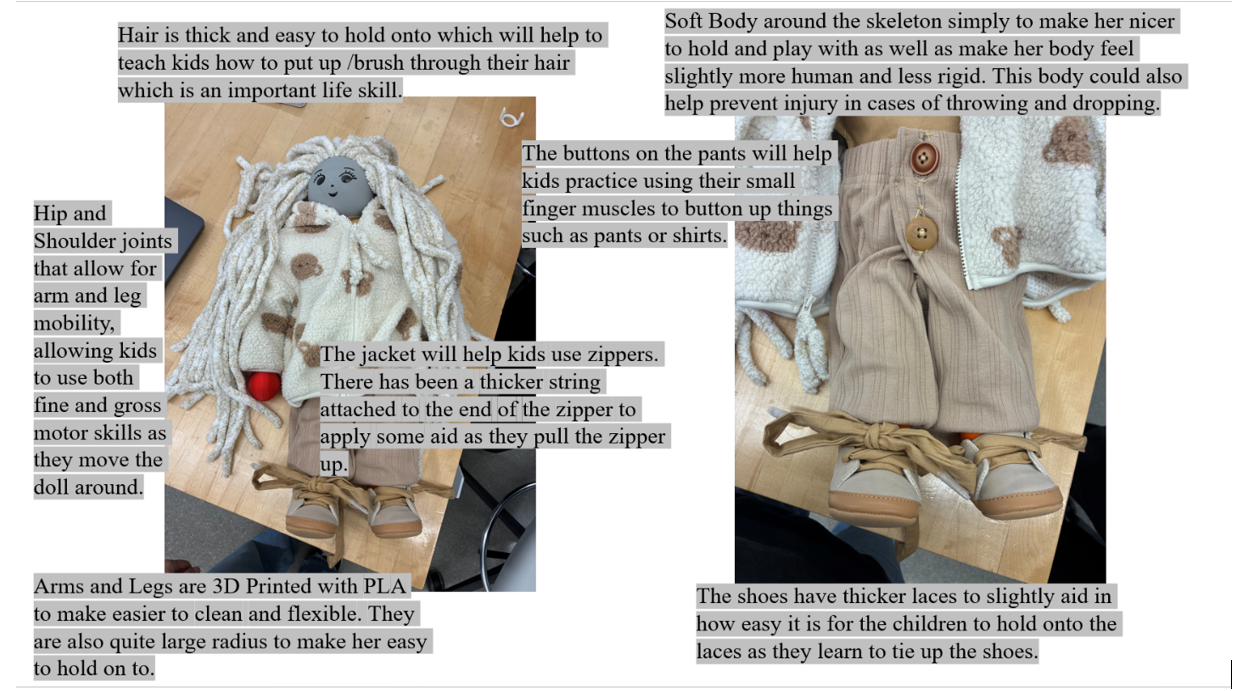 Hair is thick and easy to hold onto which will help to
teach kids how to put up /brush through their hair
which is an important life skill.
Soft Body around the skeleton simply to make her nicer
to hold and play with as well as make her body feel
slightly more human and less rigid. This body could also
help prevent injury in cases of throwing and dropping.
The buttons on the pants will help
kids practice using their small
finger muscles to button up things
such as pants or shirts.
Hip and
Shoulder joints
that allow for
arm and leg
mobility,
allowing kids
to use both
fine and gross
motor skills as
they move the
doll around.
The jacket will help kids use zippers.
There has been a thicker string
attached to the end of the zipper to
apply some aid as they pull the zipper
up.
Arms and Legs are 3D Printed with PLA
to make easier to clean and flexible. They
are also quite large radius to make her easy
to hold on to.
The shoes have thicker laces to slightly aid in
how easy it is for the children to hold onto the
laces as they learn to tie up the shoes.